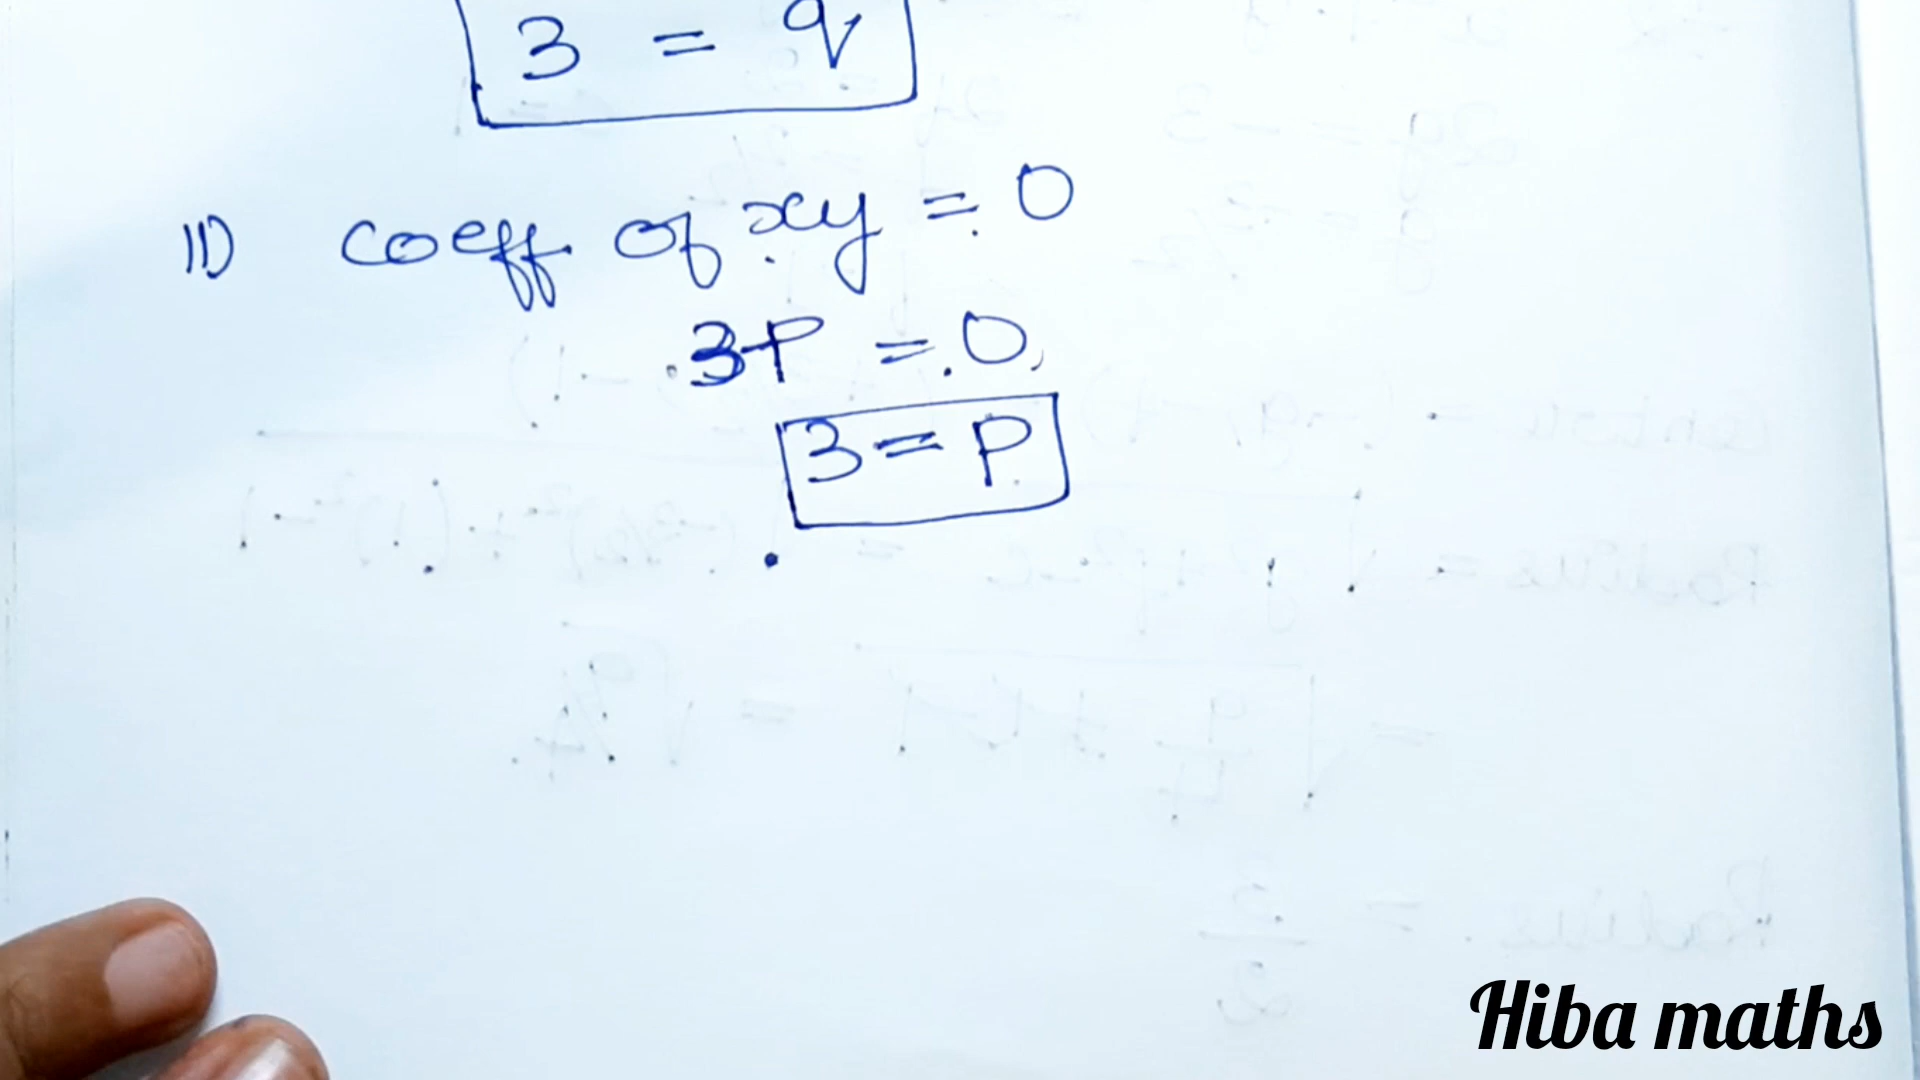 3 = q
II) coeff of xy = 0
3-P = 0
3 = P
Hiba maths